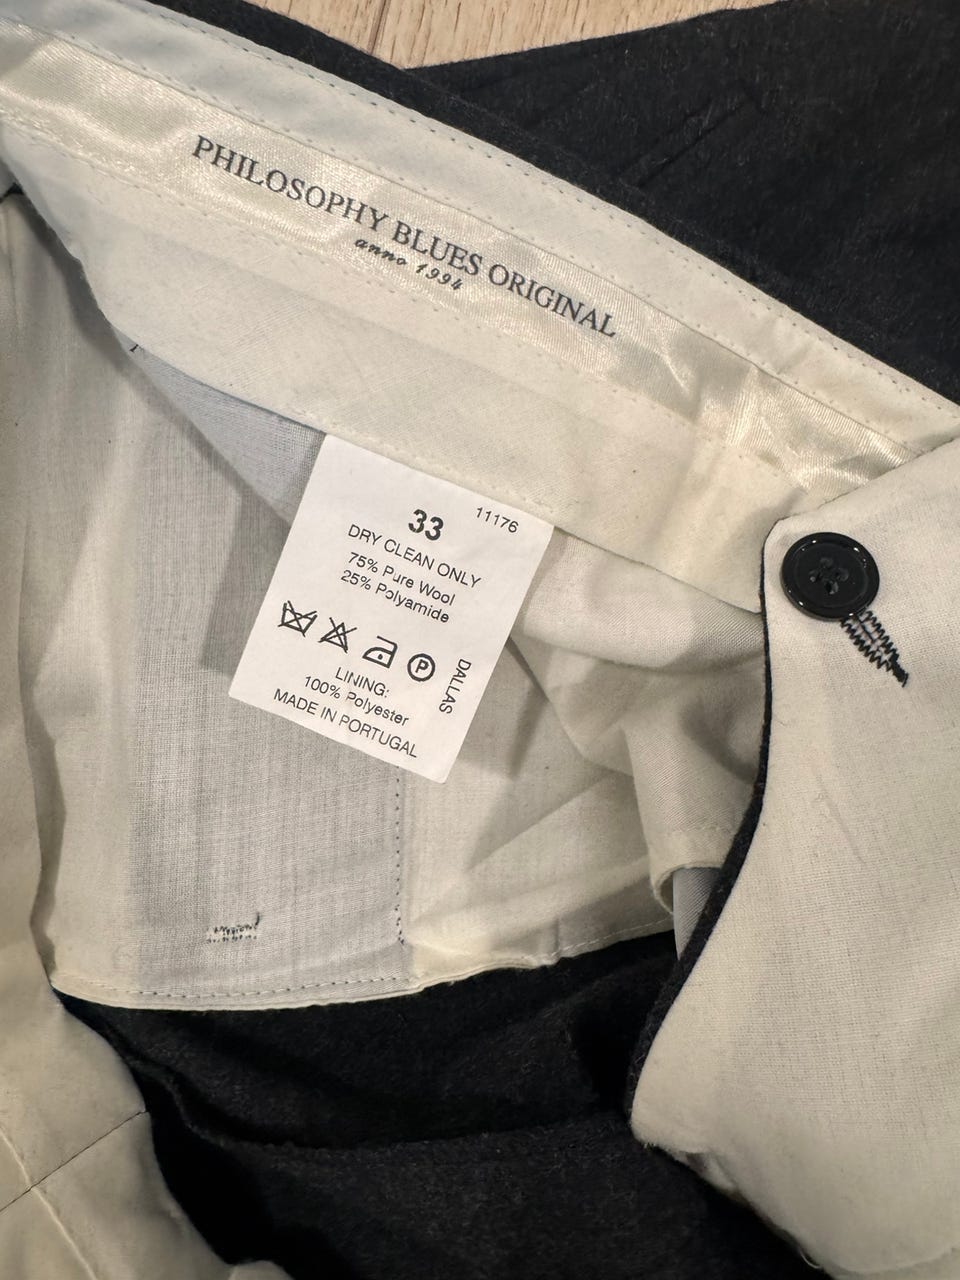 PHILOSOPHY BLUES ORIGINAL
anno 1994
33
11176
DRY CLEAN ONLY
75% Pure Wool
25% Polyamide
P
LINING:
100% Polyester
MADE IN PORTUGAL
DALLAS